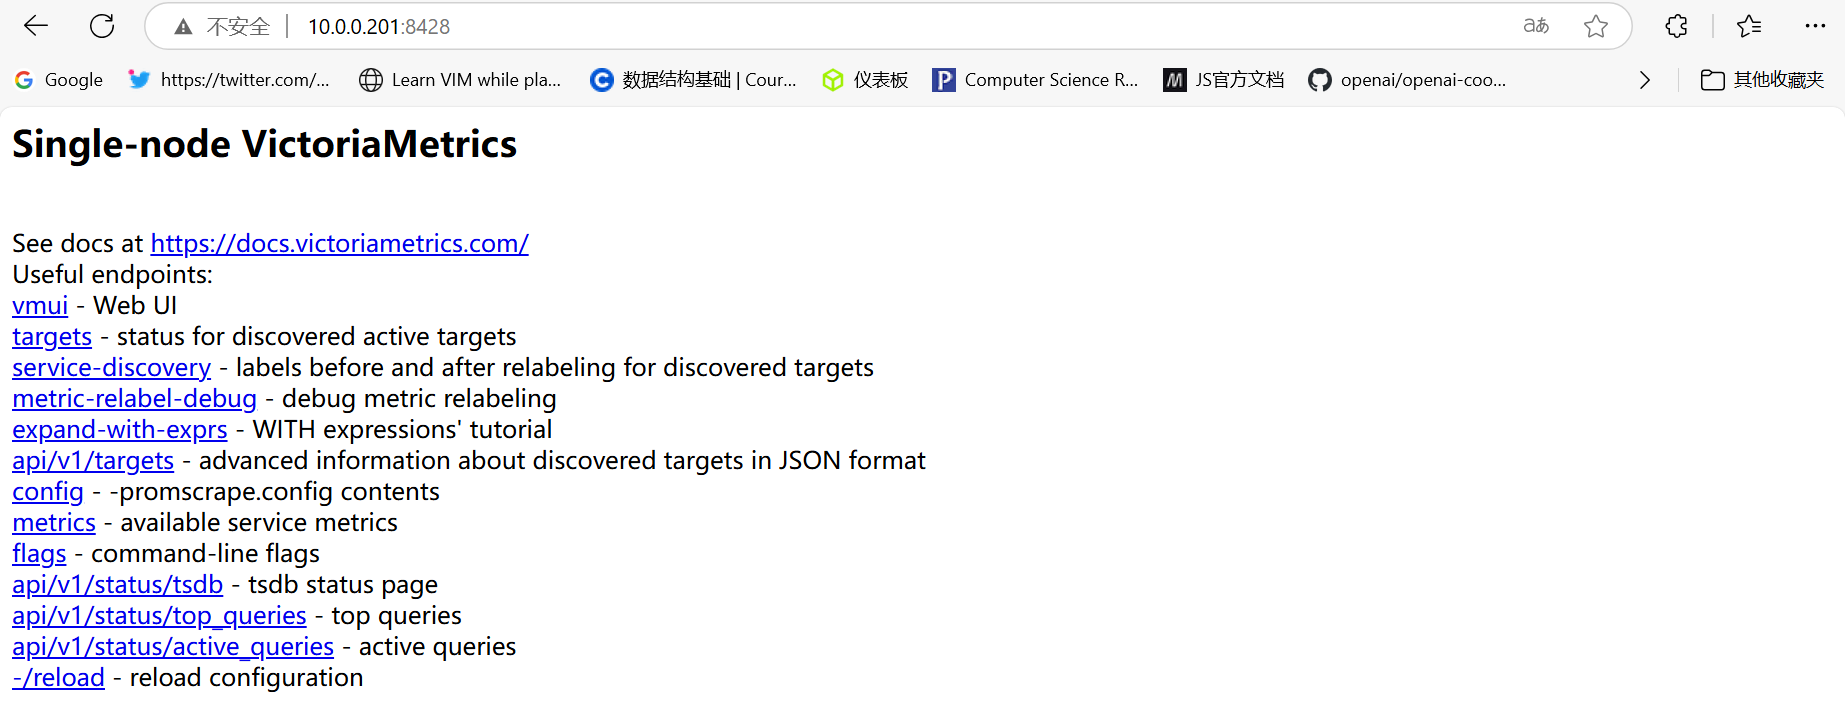 不安全 10.0.0.201:8428 aあ
Google https://twitter.com/... Learn VIM while pla... 数据结构基础 | Cour... 仪表板 Computer Science R... JS官方文档 openai/openai-coo... 其他收藏夹
Single-node VictoriaMetrics
See docs at https://docs.victoriametrics.com/
Useful endpoints:
vmui - Web UI
targets - status for discovered active targets
service-discovery - labels before and after relabeling for discovered targets
metric-relabel-debug - debug metric relabeling
expand-with-exprs - WITH expressions' tutorial
api/v1/targets - advanced information about discovered targets in JSON format
config - -promscrape.config contents
metrics - available service metrics
flags - command-line flags
api/v1/status/tsdb - tsdb status page
api/v1/status/top_queries - top queries
api/v1/status/active_queries - active queries
-/reload - reload configuration